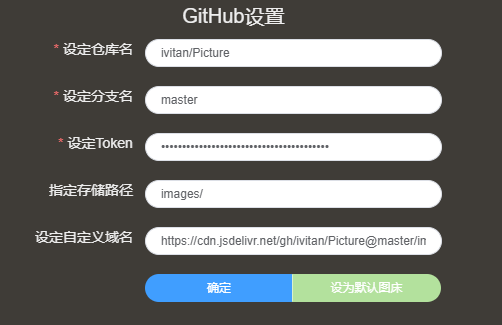 GitHub设置
* 设定仓库名 ivitan/Picture
* 设定分支名 master
* 设定Token ••••••••••••••••••••••••••••••••••••••••
指定存储路径 images/
设定自定义域名 https://cdn.jsdelivr.net/gh/ivitan/Picture@master/im
确定 设为默认图床